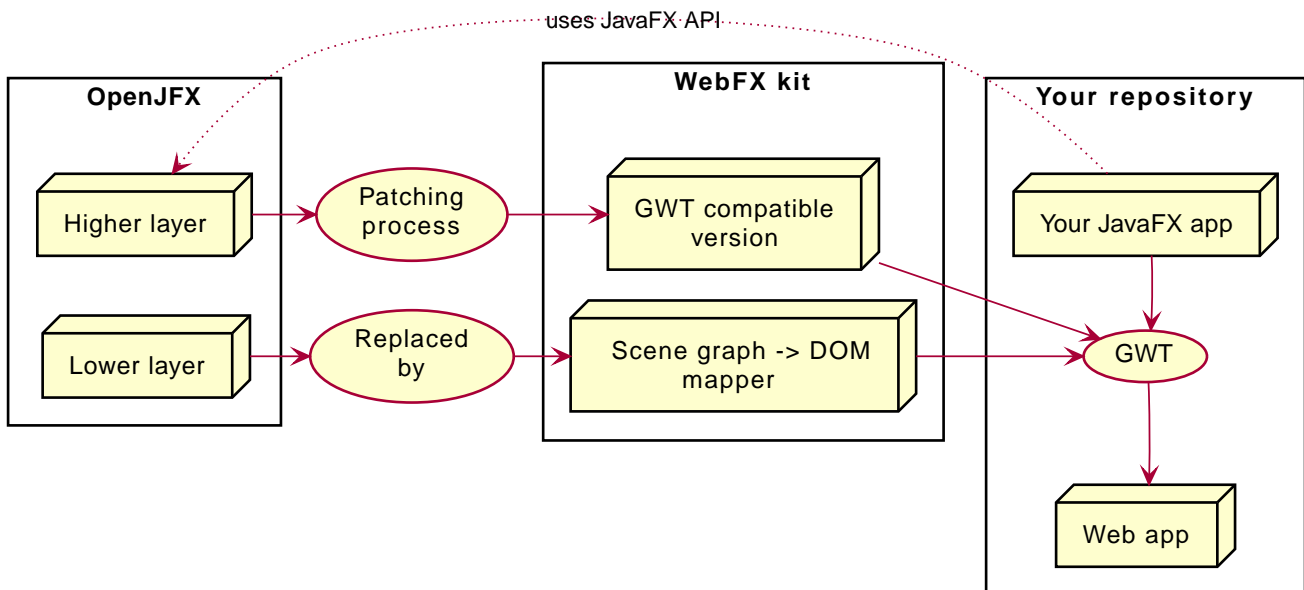 uses JavaFX API
OpenJFX
WebFX kit
Your repository
Higher layer
Patching
process
GWT compatible
version
Your JavaFX app
Lower layer
Replaced
by
Scene graph -> DOM
mapper
GWT
Web app